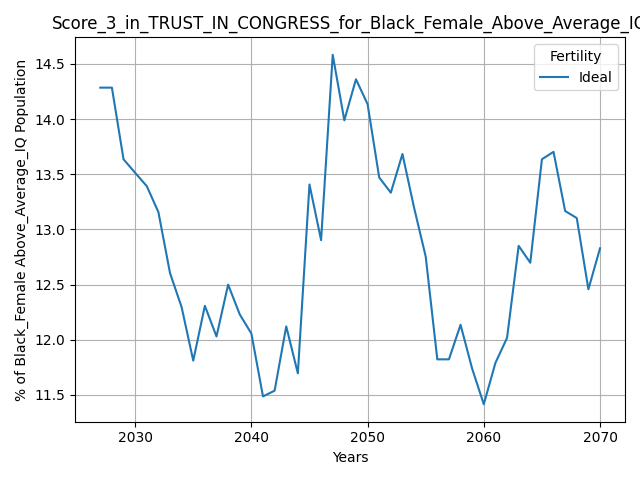 Score_3_in_TRUST_IN_CONGRESS_for_Black_Female_Above_Average_IQ
Fertility
Ideal
% of Black_Female Above_Average_IQ Population
14.5
14.0
13.5
13.0
12.5
12.0
11.5
2030 2040 2050 2060 2070
Years